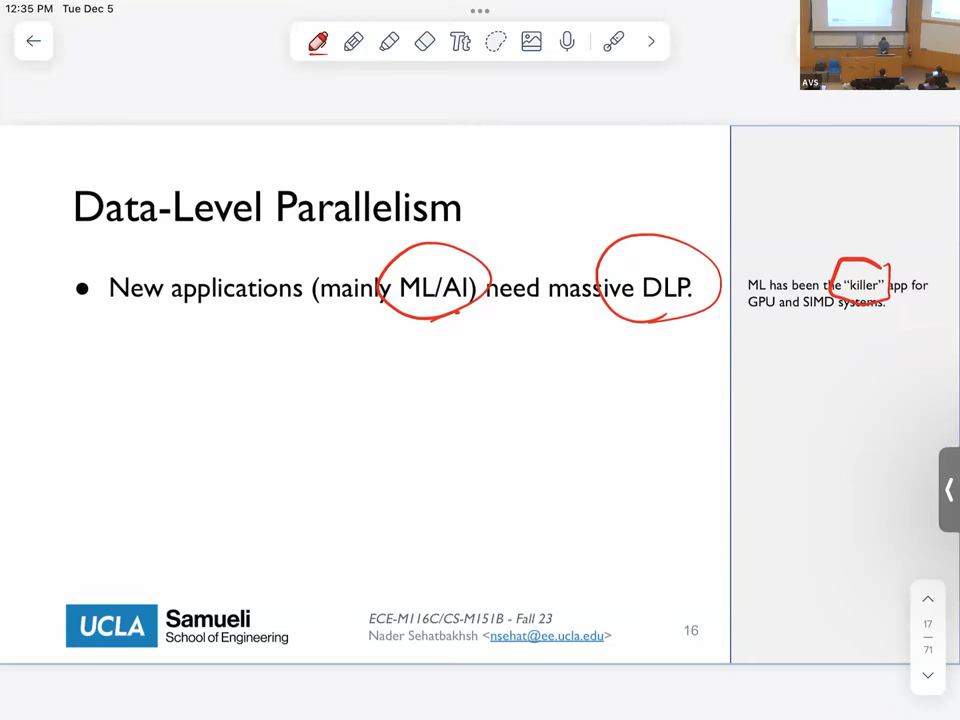 12:35 PM Tue Dec 5
Tt
AVS
Data-Level Parallelism
● New applications (mainly ML/AI) need massive DLP.
ML has been the “killer” app for
GPU and SIMD systems.
UCLA Samueli
School of Engineering
ECE-M116C/CS-M151B - Fall 23
Nader Sehatbakhsh <nsehat@ee.ucla.edu>
16
17
71